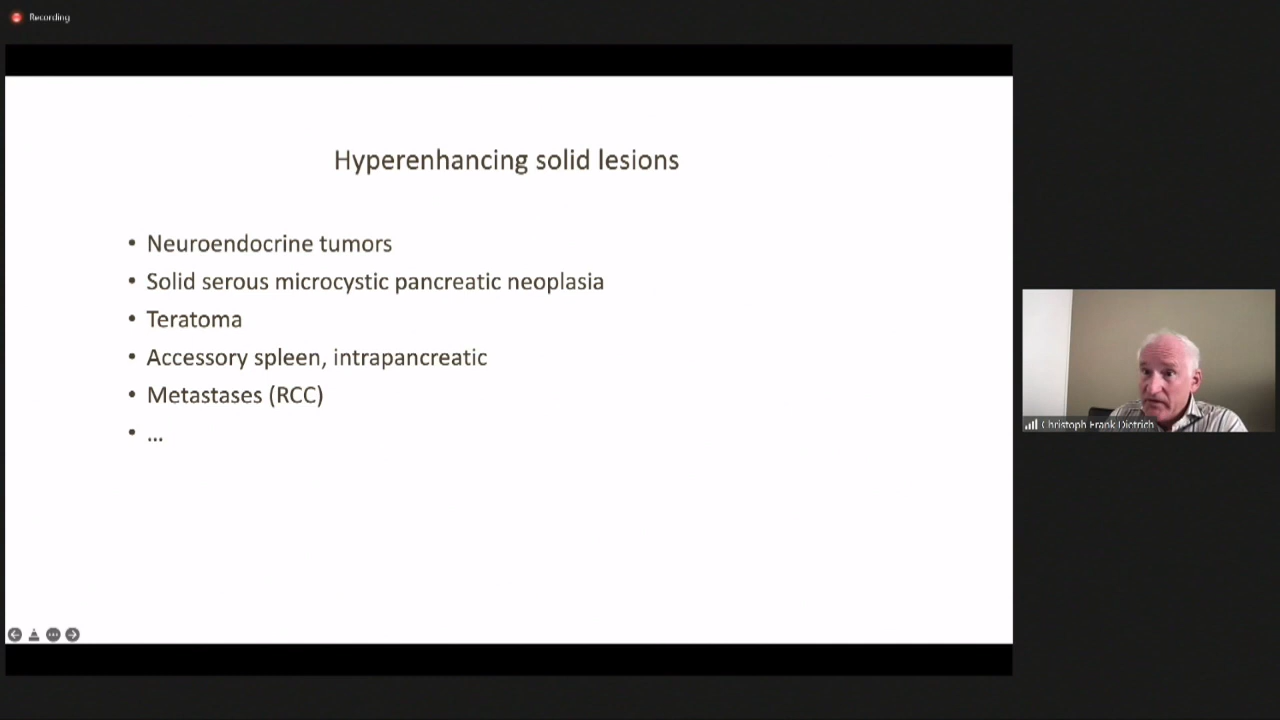 Recording
Hyperenhancing solid lesions
• Neuroendocrine tumors
• Solid serous microcystic pancreatic neoplasia
• Teratoma
• Accessory spleen, intrapancreatic
• Metastases (RCC)
• ...
Christoph Frank Dietrich